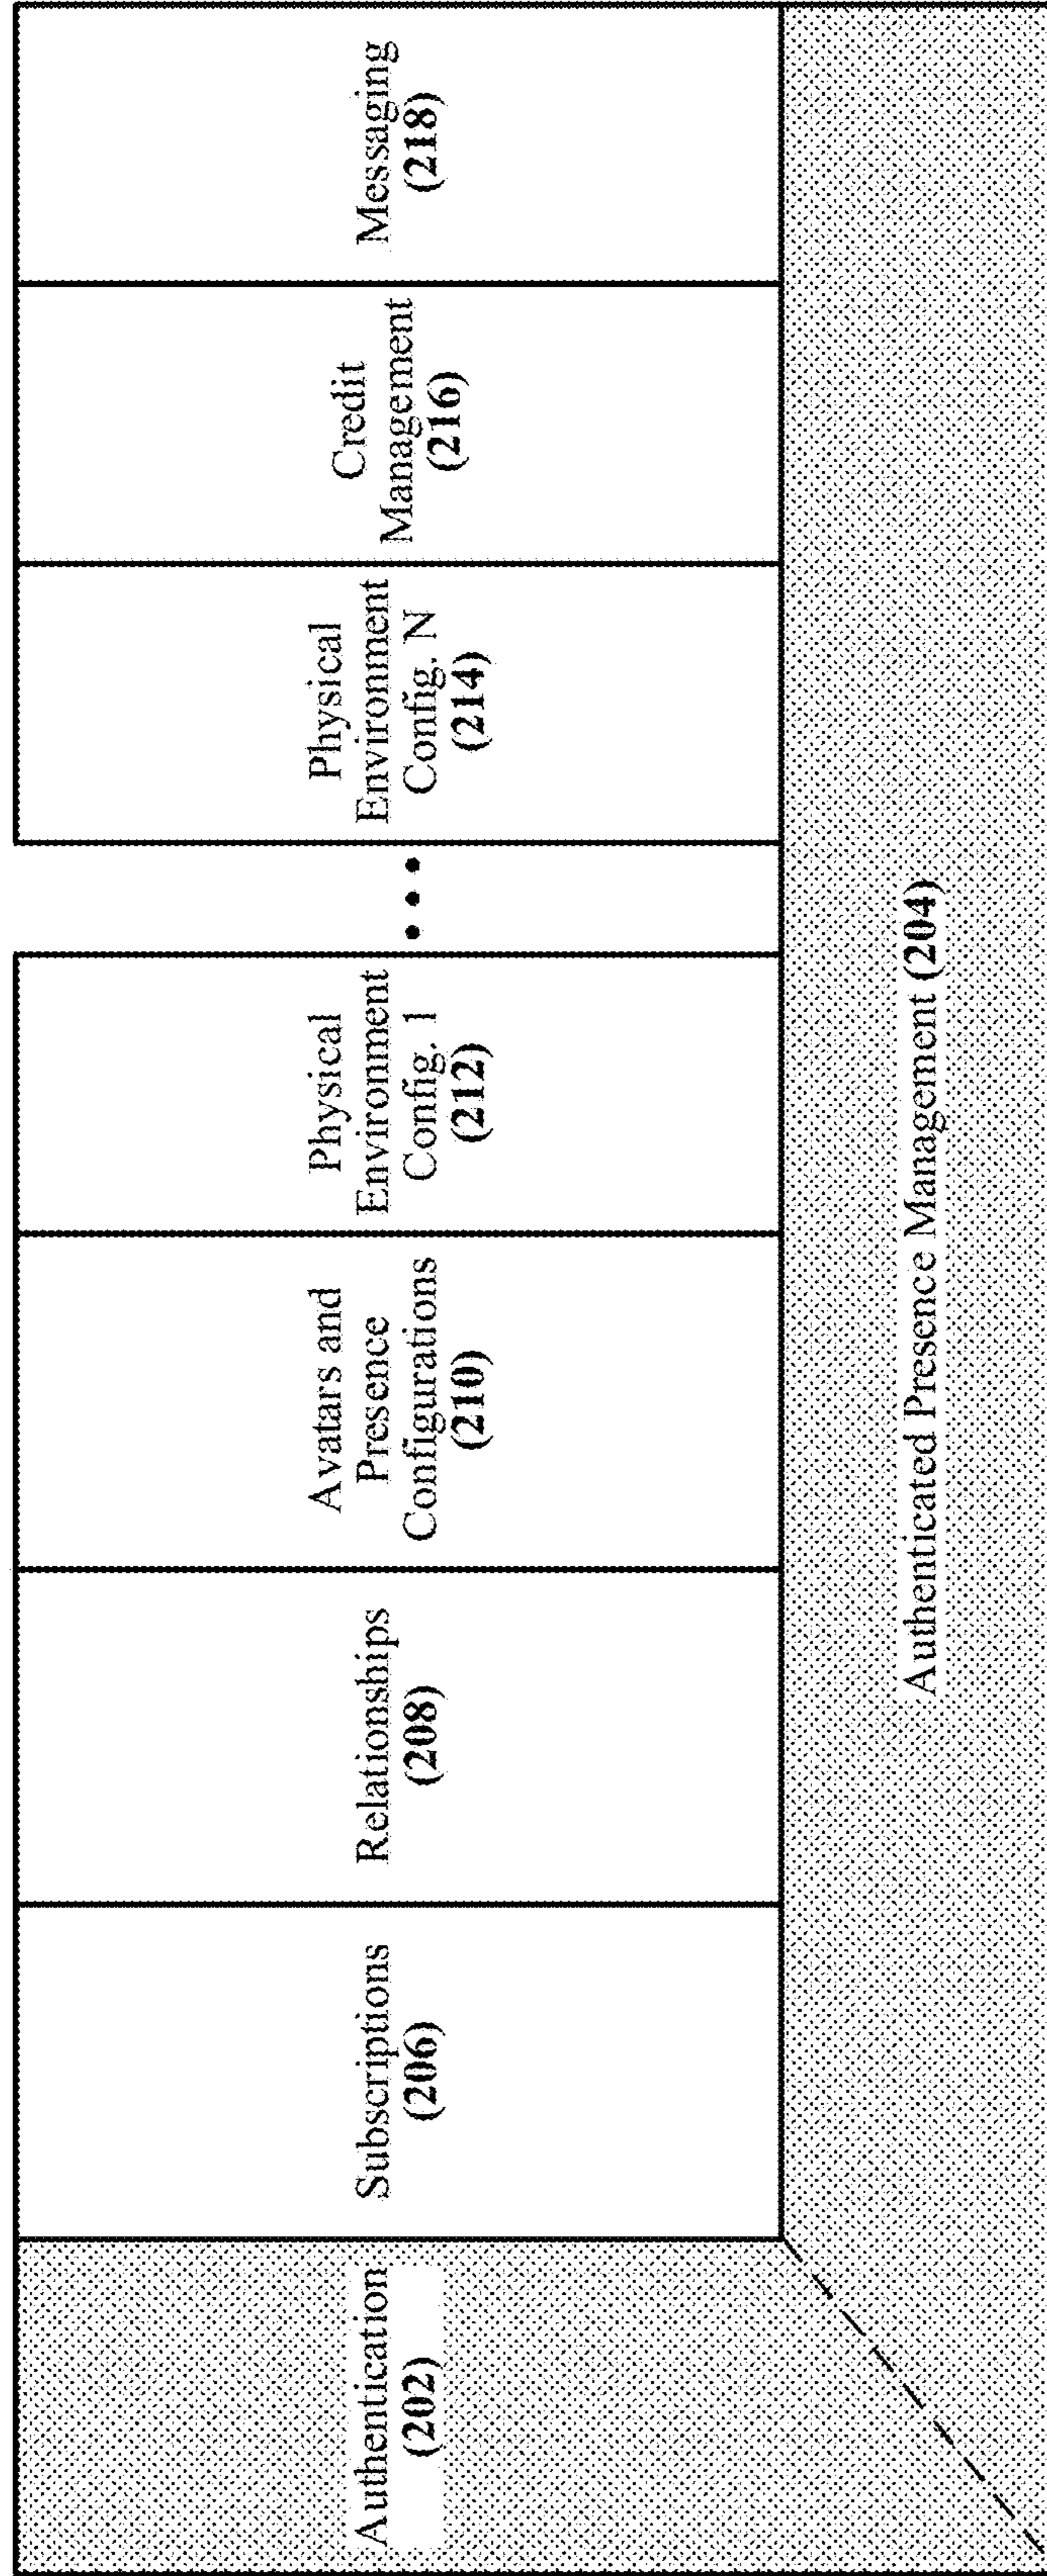 Authentication
(202)
Subscriptions
(206)
Relationships
(208)
Avatars and
Presence
Configurations
(210)
Physical
Environment
Config. 1
(212)
• • •
Physical
Environment
Config. N
(214)
Credit
Management
(216)
Messaging
(218)
Authenticated Presence Management (204)